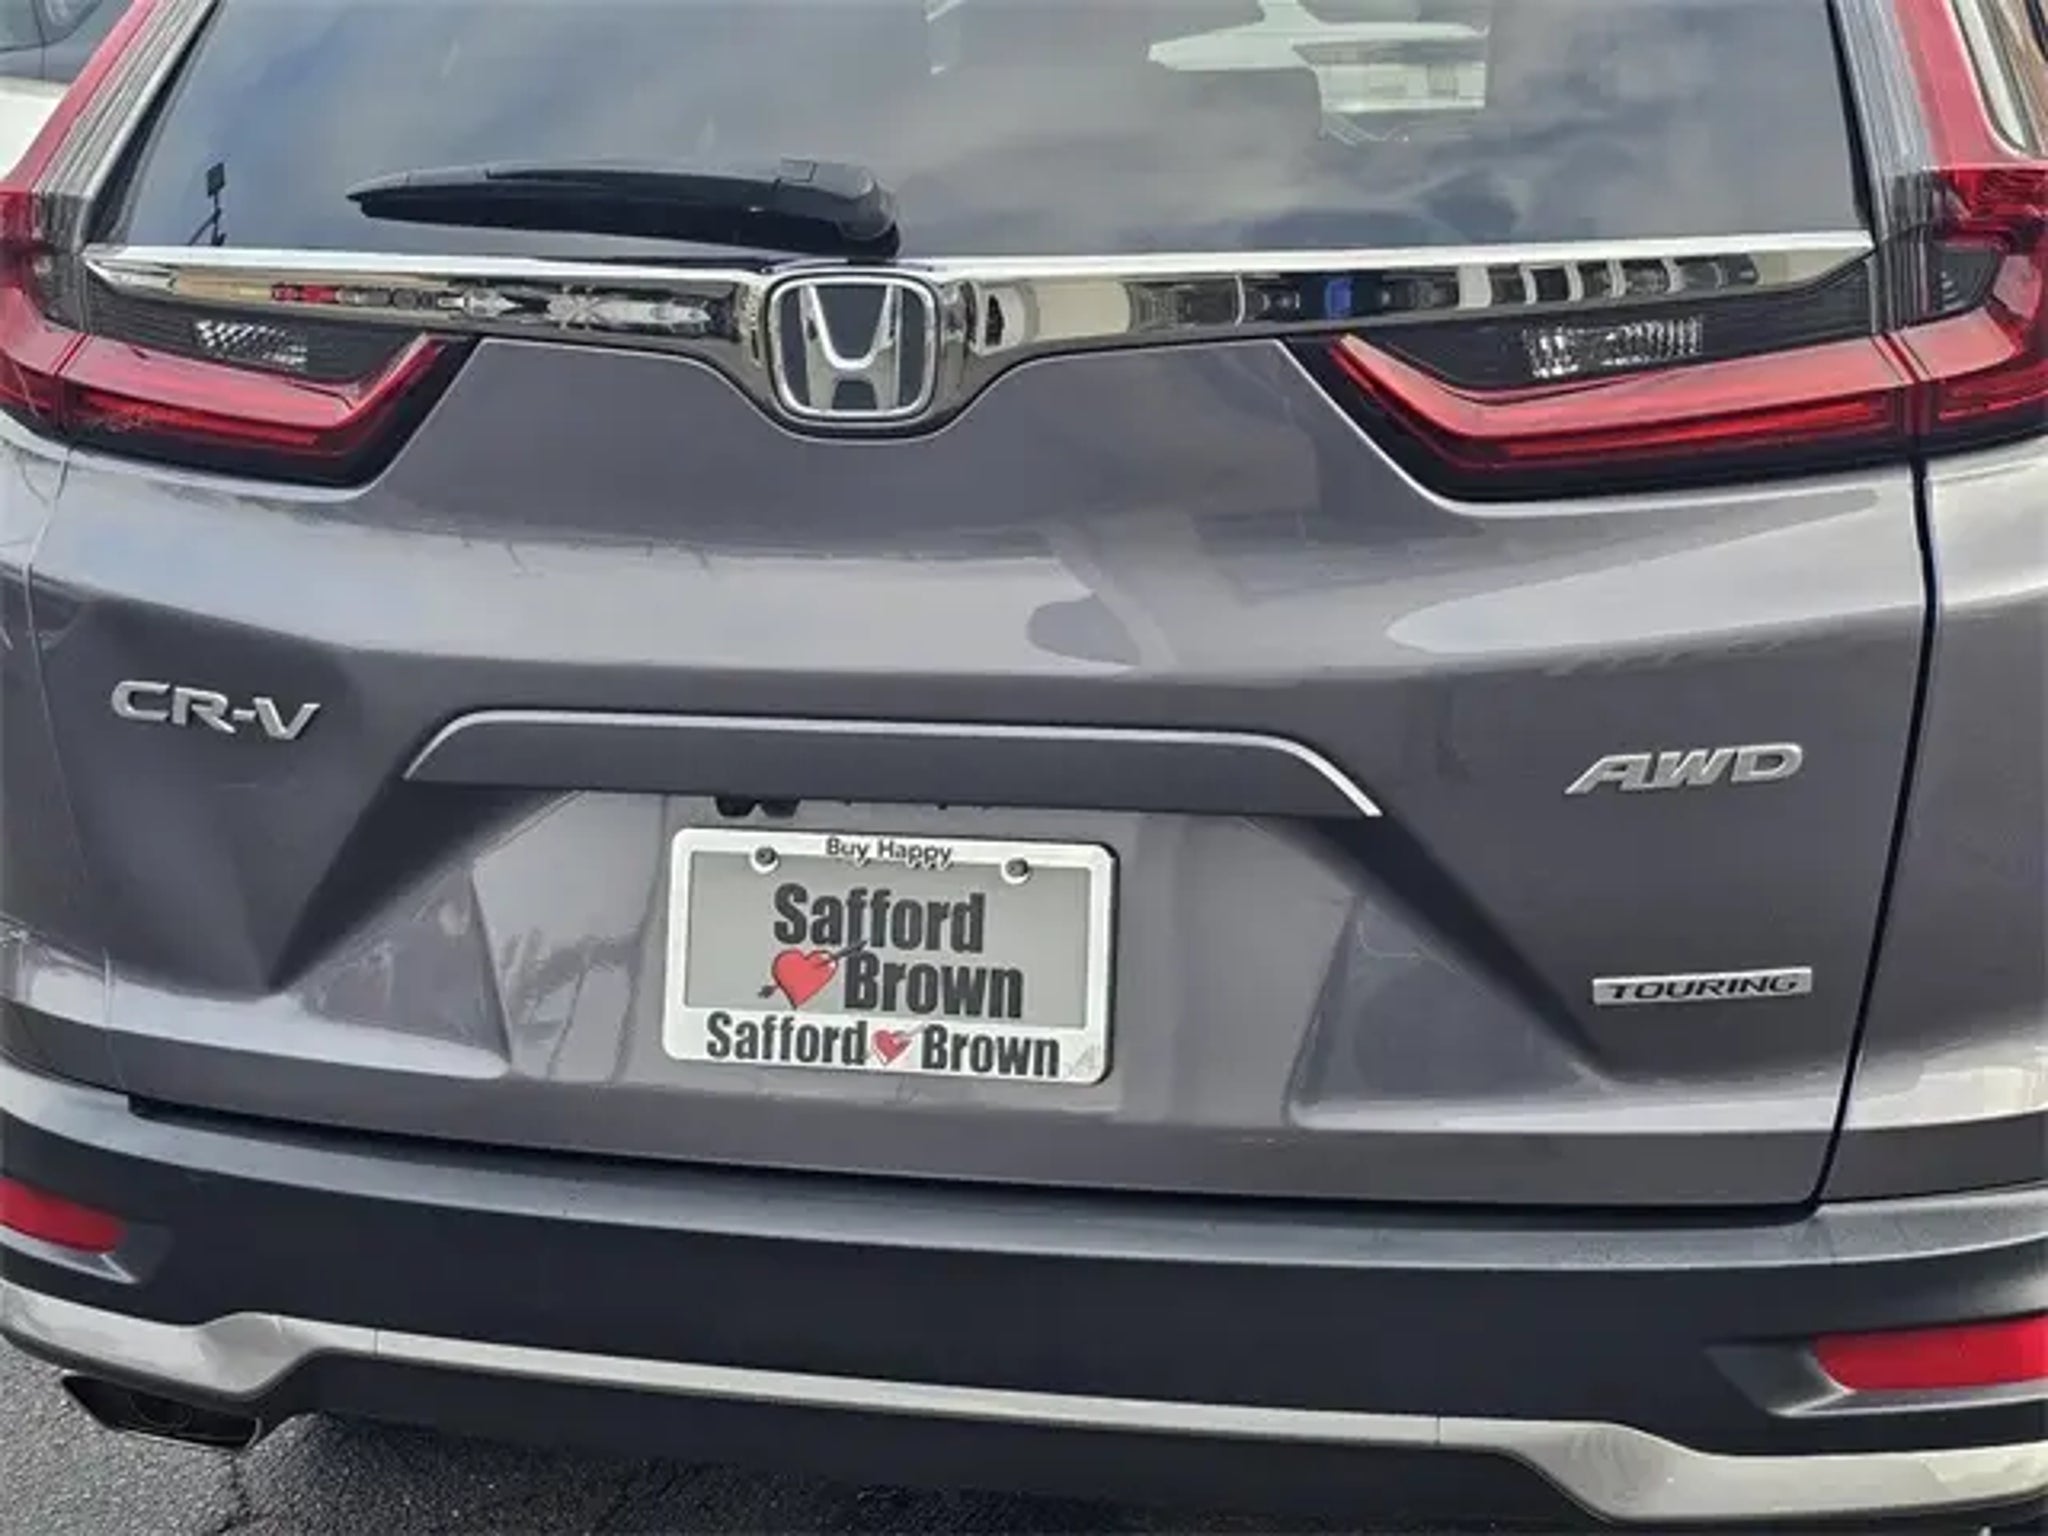 CR-V
AWD
TOURING
Buy Happy
Safford
Brown
Safford Brown